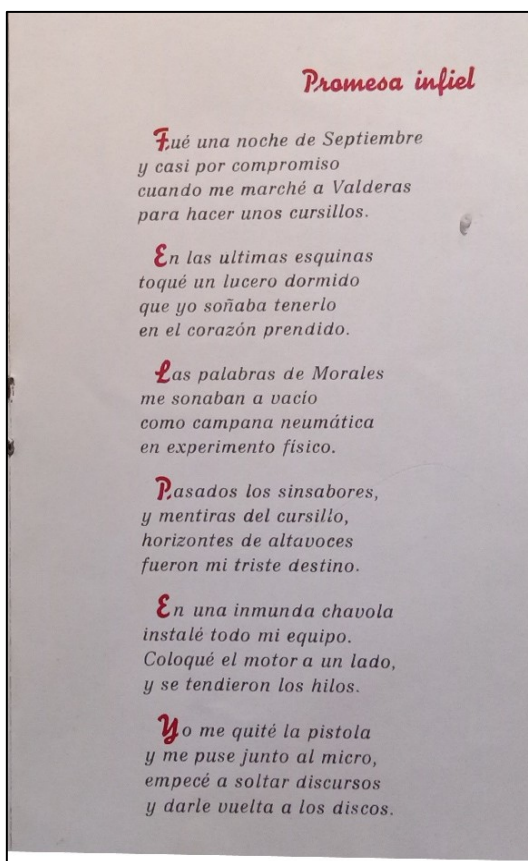 Promesa infiel
Fué una noche de Septiembre
y casi por compromiso
cuando me marché a Valderas
para hacer unos cursillos.
En las ultimas esquinas
toqué un lucero dormido
que yo soñaba tenerlo
en el corazón prendido.
Las palabras de Morales
me sonaban a vacío
como campana neumática
en experimento físico.
Pasados los sinsabores,
y mentiras del cursillo,
horizontes de altavoces
fueron mi triste destino.
En una inmunda chavola
instalé todo mi equipo.
Coloqué el motor a un lado,
y se tendieron los hilos.
Yo me quité la pistola
y me puse junto al micro,
empecé a soltar discursos
y darle vuelta a los discos.